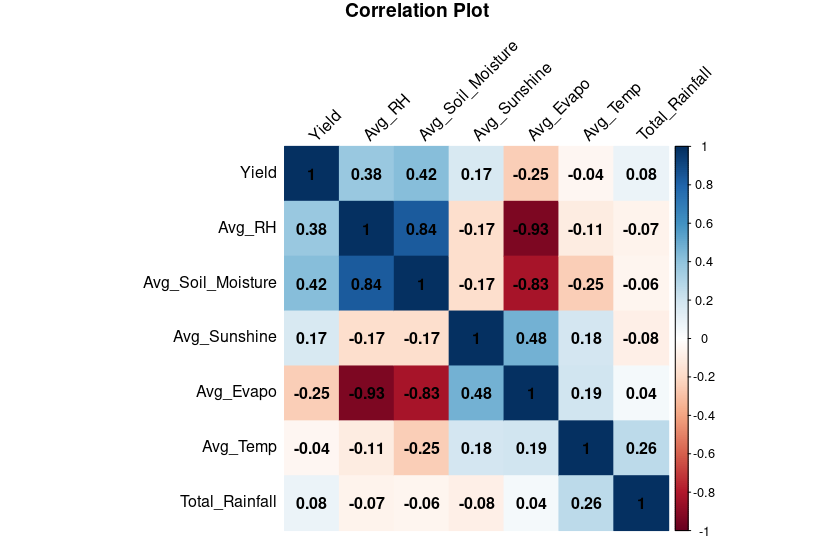 Correlation Plot
Yield
Avg_RH
Avg_Soil_Moisture
Avg_Sunshine
Avg_Evapo
Avg_Temp
Total_Rainfall
Yield 1 0.38 0.42 0.17 -0.25 -0.04 0.08
Avg_RH 0.38 1 0.84 -0.17 -0.93 -0.11 -0.07
Avg_Soil_Moisture 0.42 0.84 1 -0.17 -0.83 -0.25 -0.06
Avg_Sunshine 0.17 -0.17 -0.17 1 0.48 0.18 -0.08
Avg_Evapo -0.25 -0.93 -0.83 0.48 1 0.19 0.04
Avg_Temp -0.04 -0.11 -0.25 0.18 0.19 1 0.26
Total_Rainfall 0.08 -0.07 -0.06 -0.08 0.04 0.26 1
1
0.8
0.6
0.4
0.2
0
-0.2
-0.4
-0.6
-0.8
-1